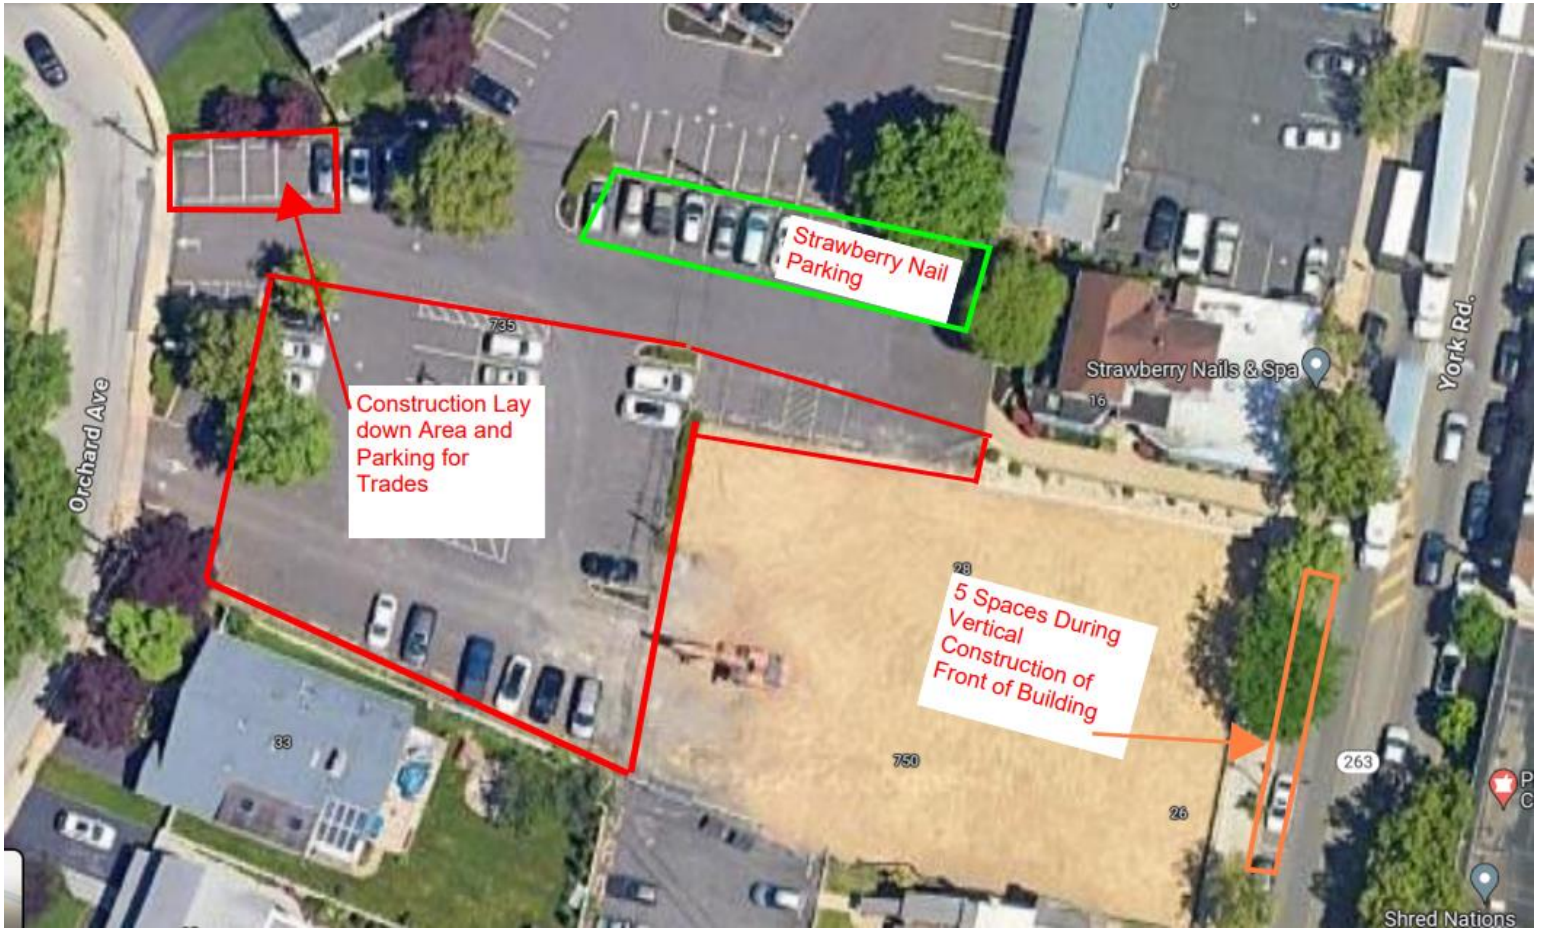 Strawberry Nail
Parking
735
Construction Lay
down Area and
Parking for
Trades
Orchard Ave
York Rd.
Strawberry Nails & Spa
16
28
5 Spaces During
Vertical
Construction of
Front of Building
33
750
263
26
P
C
Shred Nations